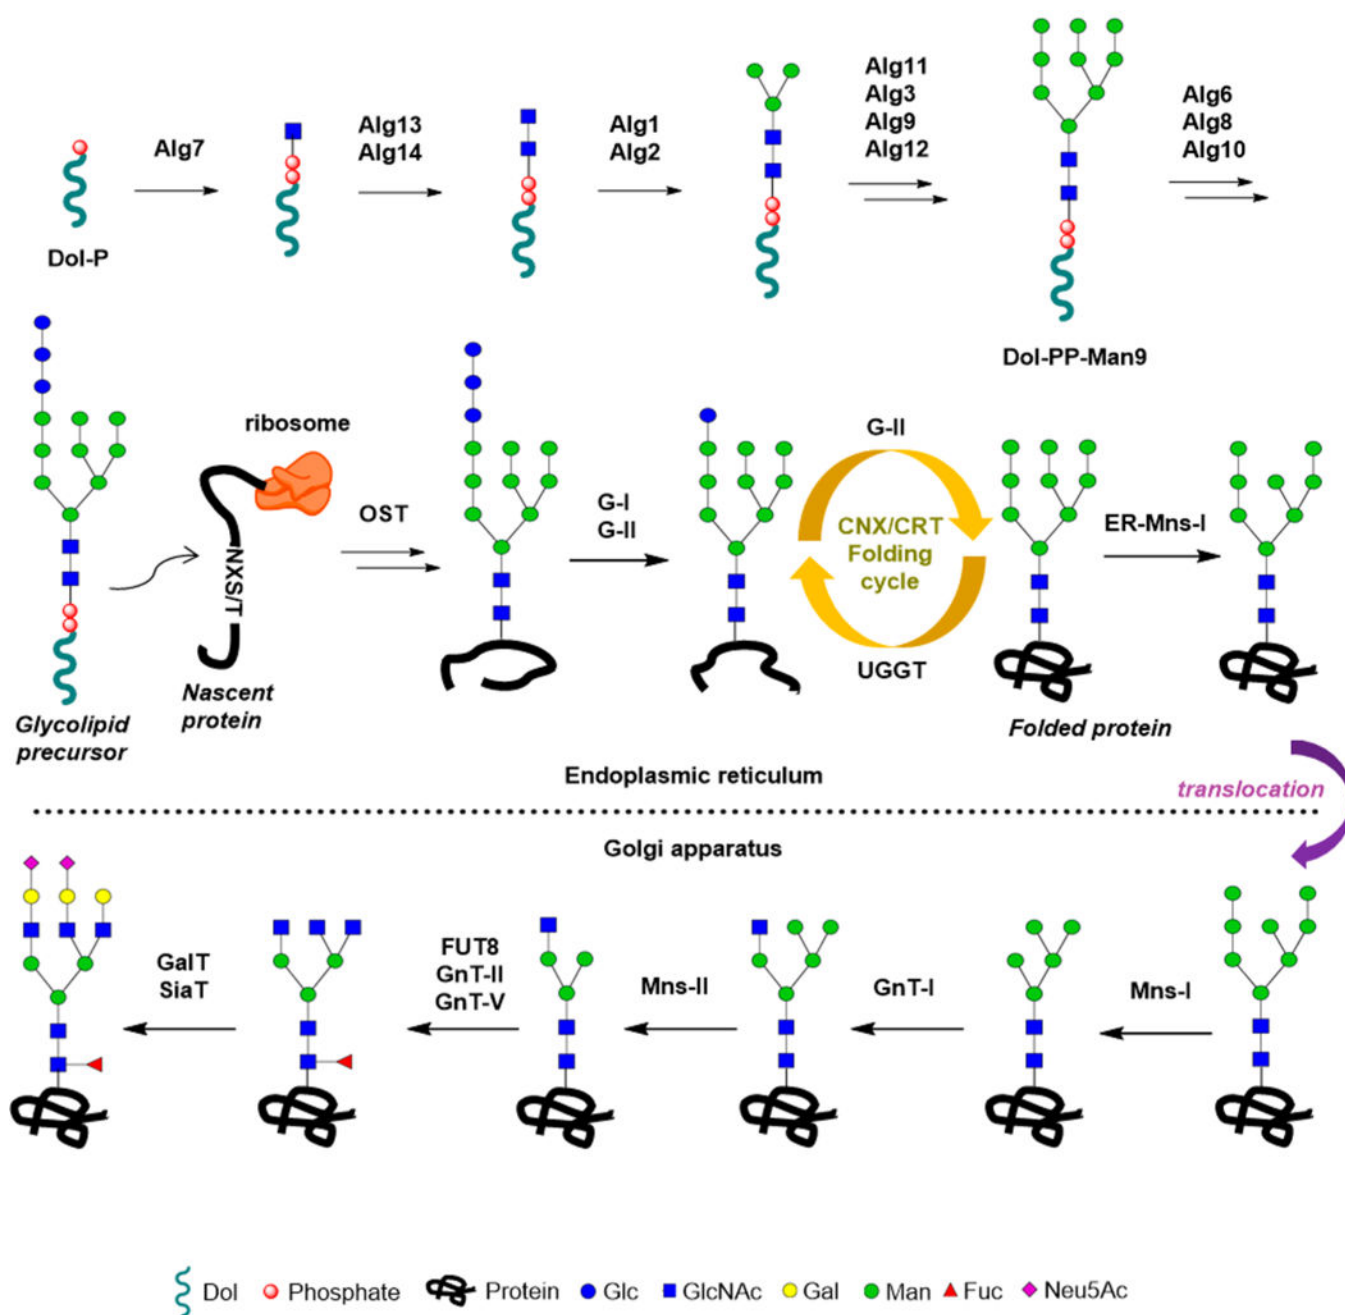 Alg7
Alg13
Alg14
Alg1
Alg2
Alg11
Alg3
Alg9
Alg12
Alg6
Alg8
Alg10
Dol-P
Dol-PP-Man9
ribosome
NXS/T
OST
G-I
G-II
G-II
CNX/CRT
Folding
cycle
UGGT
ER-Mns-I
Glycolipid
precursor
Nascent
protein
Folded protein
Endoplasmic reticulum
translocation
Golgi apparatus
GalT
SiaT
FUT8
GnT-II
GnT-V
Mns-II
GnT-I
Mns-I
Dol Phosphate Protein Glc GlcNAc Gal Man Fuc Neu5Ac